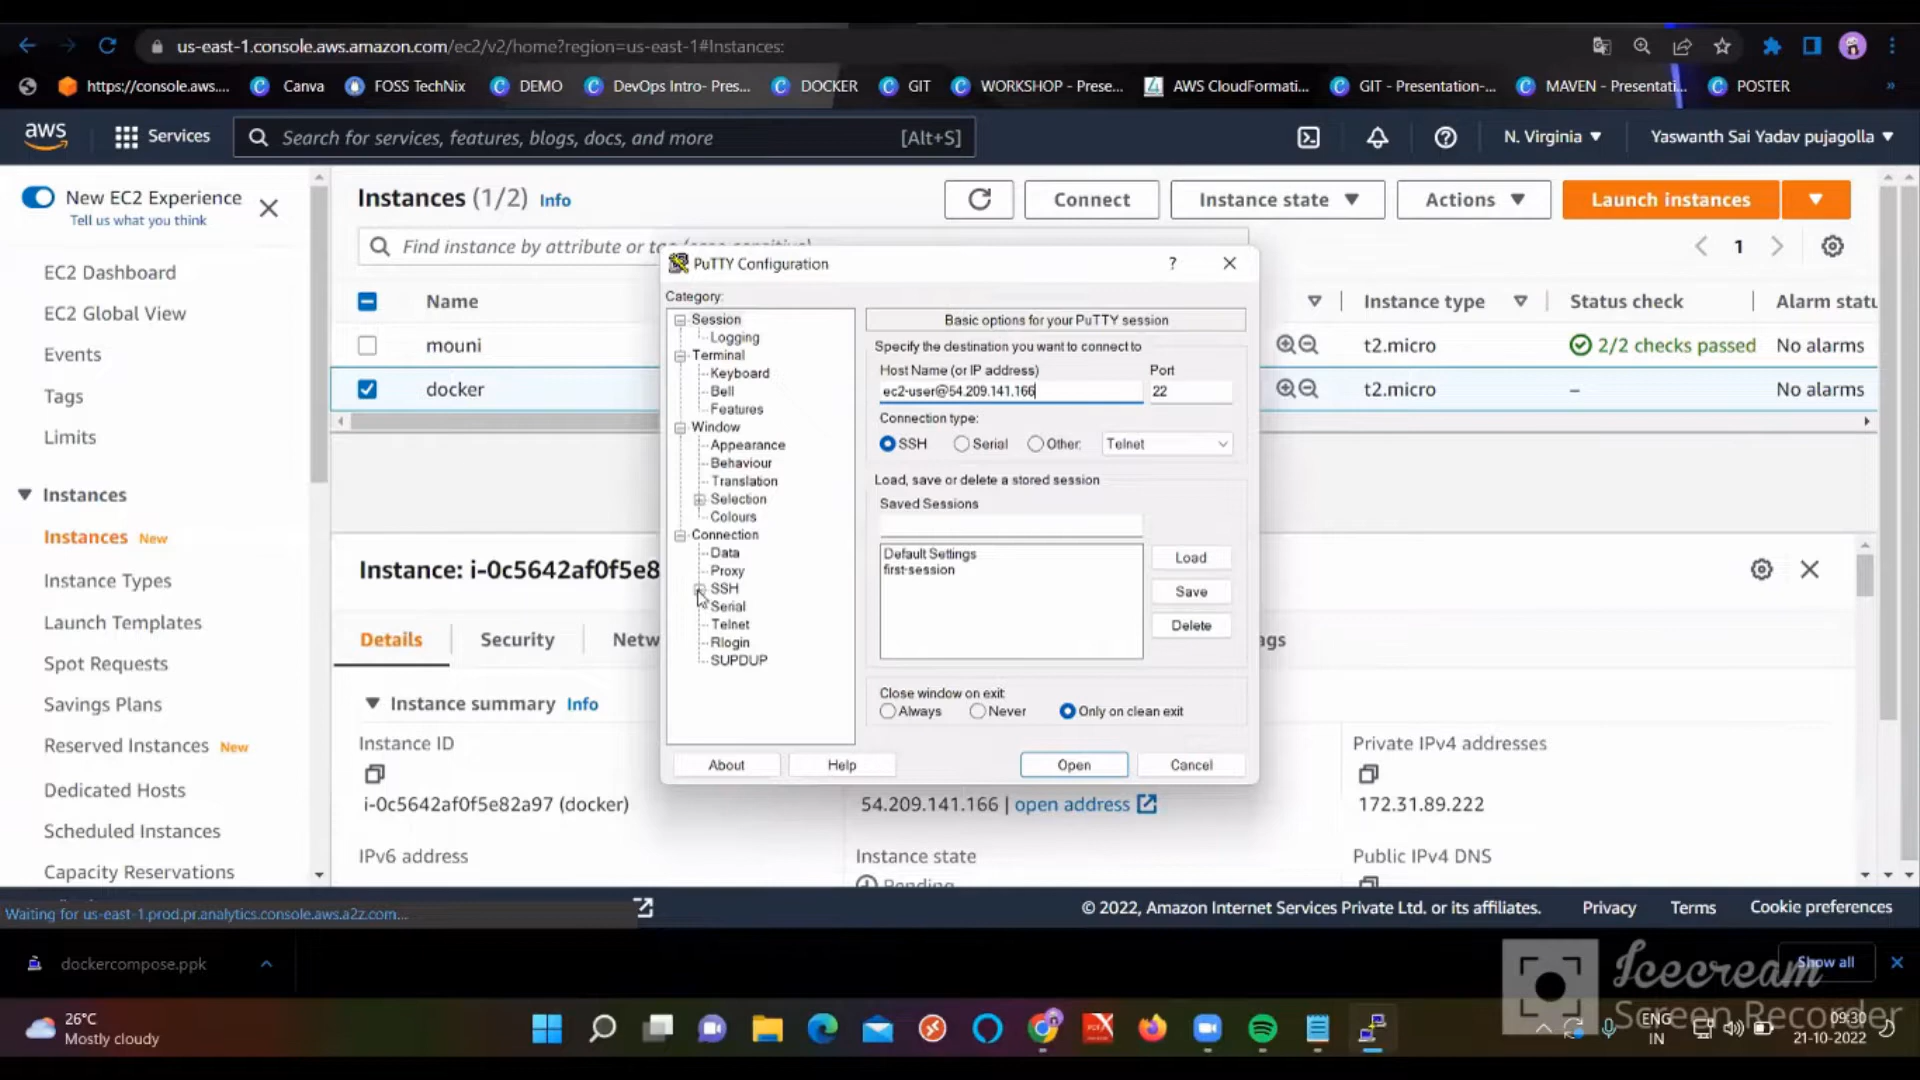 us-east-1.console.aws.amazon.com/ec2/v2/home?region=us-east-1#Instances:
https://console.aws.... Canva FOSS TechNix DEMO DevOps Intro- Pres... DOCKER GIT WORKSHOP - Prese... AWS CloudFormati... GIT - Presentation-... MAVEN - Presentati... POSTER »
aws Services Search for services, features, blogs, docs, and more [Alt+S] N. Virginia Yaswanth Sai Yadav pujagolla
New EC2 Experience
Tell us what you think
EC2 Dashboard
EC2 Global View
Events
Tags
Limits
Instances
Instances New
Instance Types
Launch Templates
Spot Requests
Savings Plans
Reserved Instances New
Dedicated Hosts
Scheduled Instances
Capacity Reservations
Instances (1/2) Info
Connect Instance state Actions Launch instances
Find instance by attribute or tag (case-sensitive)
1
Name Instance type Status check Alarm statu
mouni t2.micro 2/2 checks passed No alarms
docker t2.micro – No alarms
PuTTY Configuration ?
Category:
Session
Logging
Terminal
Keyboard
Bell
Features
Window
Appearance
Behaviour
Translation
Selection
Colours
Connection
Data
Proxy
SSH
Serial
Telnet
Rlogin
SUPDUP
Basic options for your PuTTY session
Specify the destination you want to connect to
Host Name (or IP address) Port
ec2-user@54.209.141.166 22
Connection type:
SSH Serial Other: Telnet
Load, save or delete a stored session
Saved Sessions
Default Settings
first-session
Load
Save
Delete
Close window on exit:
Always Never Only on clean exit
About Help Open Cancel
Instance: i-0c5642af0f5e8
Details Security Netw ags
Instance summary Info
Instance ID
i-0c5642af0f5e82a97 (docker)
54.209.141.166 | open address
Private IPv4 addresses
172.31.89.222
IPv6 address
Instance state
Pending
Public IPv4 DNS
Waiting for us-east-1.prod.pr.analytics.console.aws.a2z.com...
© 2022, Amazon Internet Services Private Ltd. or its affiliates. Privacy Terms Cookie preferences
dockercompose.ppk
Show all
Icecream
Screen Recorder
26°C
Mostly cloudy
ENG
IN
09:30
21-10-2022